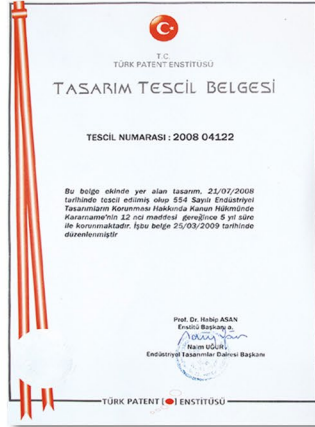 T.C.
TÜRK PATENT ENSTİTÜSÜ
TASARIM TESCİL BELGESİ
TESCİL NUMARASI : 2008 04122
Bu belge ekinde yer alan tasarım, 21/07/2008
tarihinde tescil edilmiş olup 554 Sayılı Endüstriyel
Tasarımların Korunması Hakkında Kanun Hükmünde
Kararname'nin 12 nci maddesi gereğince 5 yıl süre
ile korunmaktadır. İşbu belge 25/03/2009 tarihinde
düzenlenmiştir
Prof. Dr. Habip ASAN
Enstitü Başkanı a.
Naim UĞUR
Endüstriyel Tasarımlar Dairesi Başkanı
TÜRK PATENT ENSTİTÜSÜ